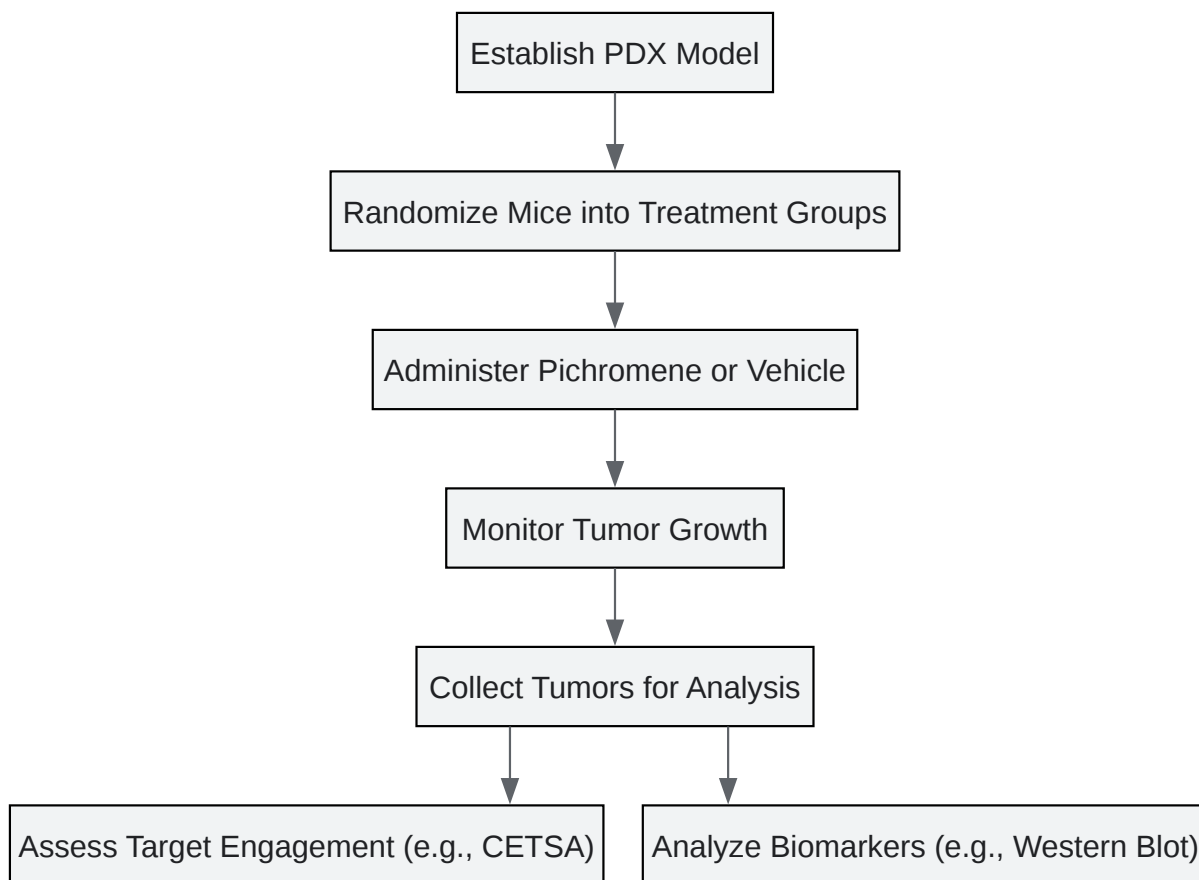 Establish PDX Model
Randomize Mice into Treatment Groups
Administer Pichromene or Vehicle
Monitor Tumor Growth
Collect Tumors for Analysis
Assess Target Engagement (e.g., CETSA)
Analyze Biomarkers (e.g., Western Blot)